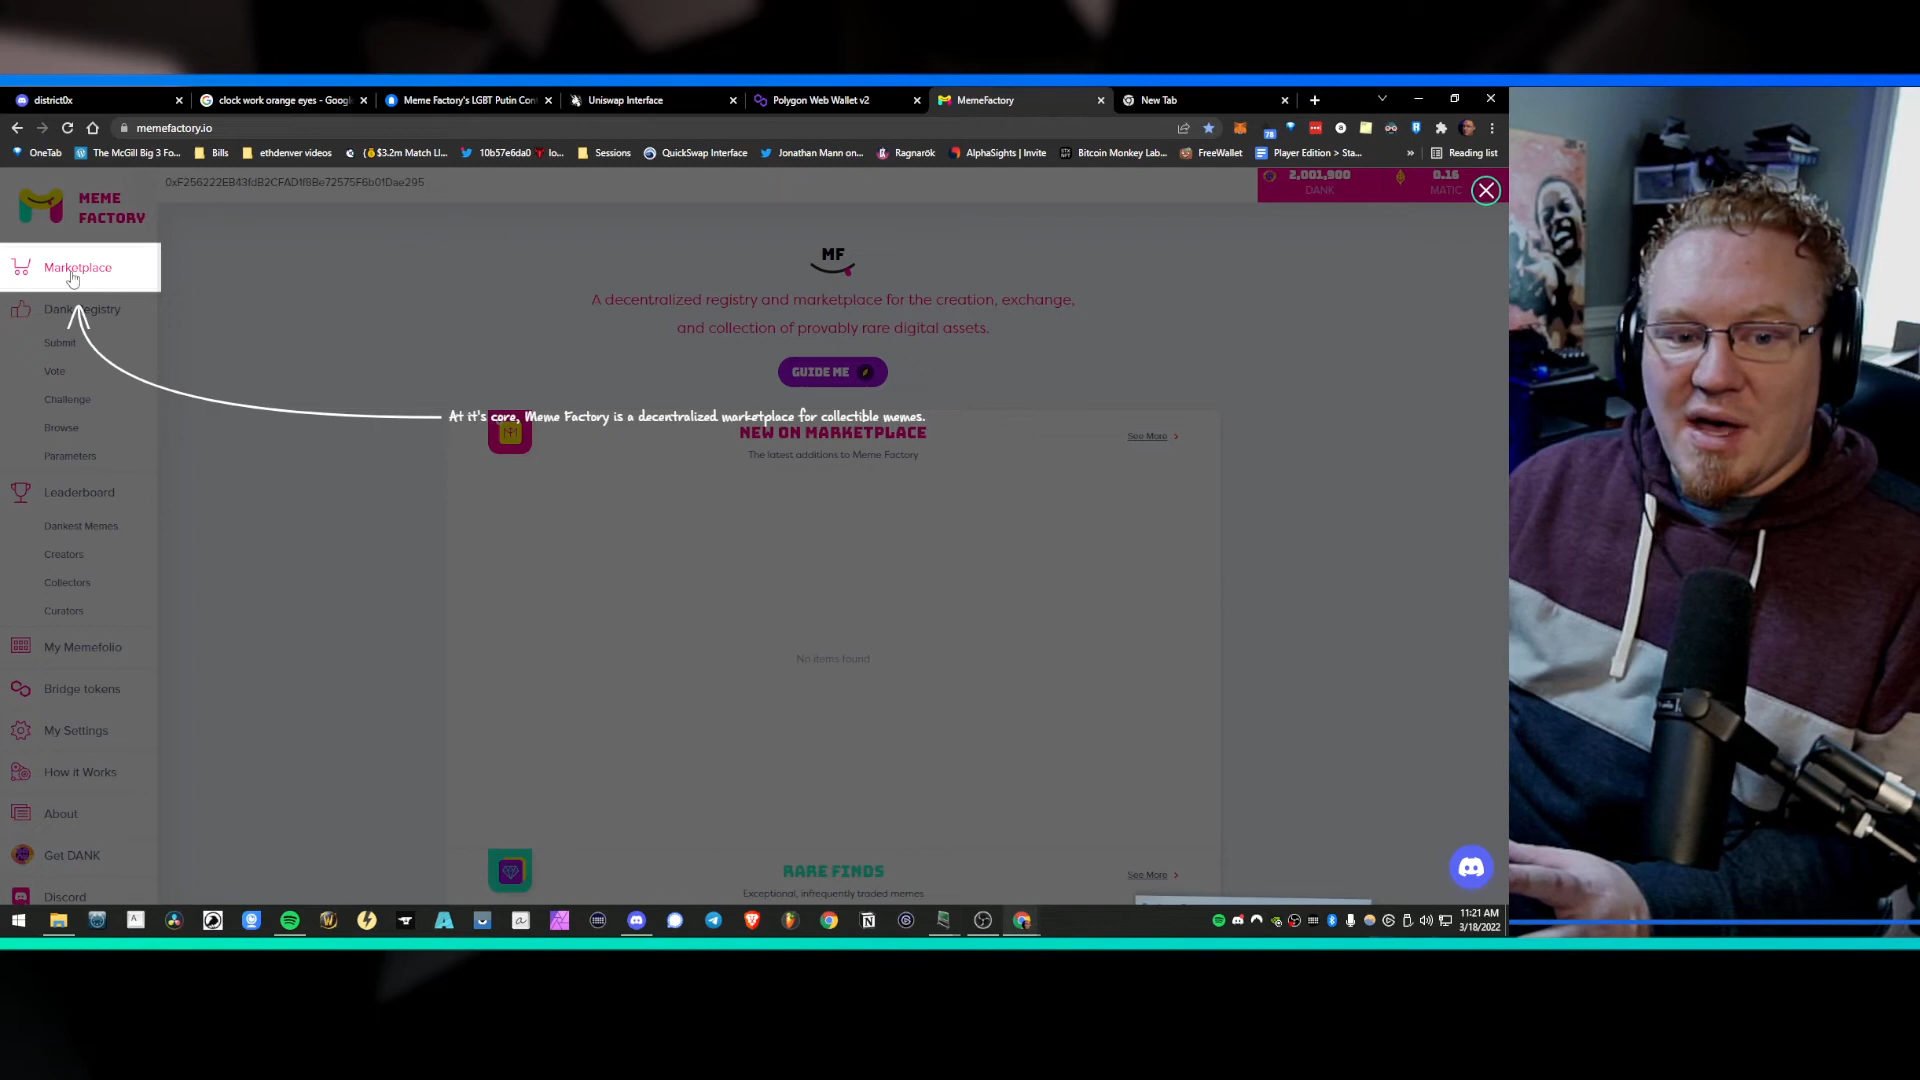 district0x
clock work orange eyes - Googl
Meme Factory's LGBT Putin Con
Uniswap Interface
Polygon Web Wallet v2
MemeFactory
New Tab
memefactory.io
78
OneTab
The McGill Big 3 Fo...
Bills
ethdenver videos
$3.2m Match LI...
10b57e6da0
lo...
Sessions
QuickSwap Interface
Jonathan Mann on...
Ragnarök
AlphaSights | Invite
Bitcoin Monkey Lab...
FreeWallet
Player Edition > Sta...
»
Reading list
MEME
FACTORY
0xF256222EB43fdB2CFAD1f8Be72575F6b01Dae295
2,001,900
DANK
0.16
MATIC
Marketplace
Dank Registry
Submit
Vote
Challenge
Browse
Parameters
Leaderboard
Dankest Memes
Creators
Collectors
Curators
My Memefolio
Bridge tokens
My Settings
How it Works
About
Get DANK
Discord
MF
A decentralized registry and marketplace for the creation, exchange,
and collection of provably rare digital assets.
GUIDE ME
At it's core, Meme Factory is a decentralized marketplace for collectible memes.
NEW ON MARKETPLACE
See More
The latest additions to Meme Factory
No items found
RARE FINDS
See More
Exceptional, infrequently traded memes
11:21 AM
3/18/2022